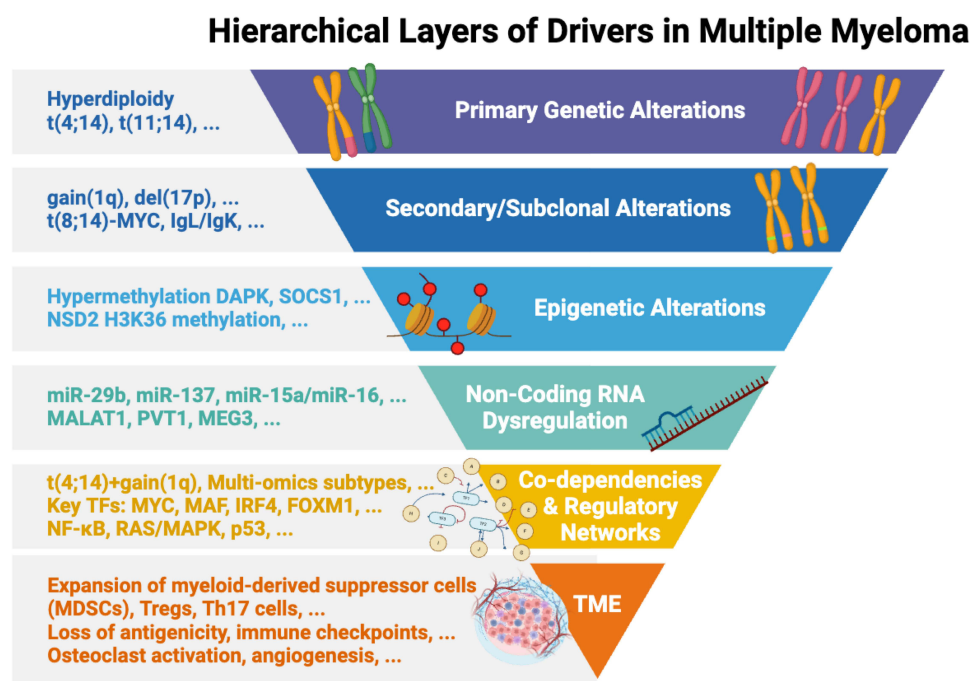 Hierarchical Layers of Drivers in Multiple Myeloma
Hyperdiploidy
t(4;14), t(11;14), ...
Primary Genetic Alterations
gain(1q), del(17p), ...
t(8;14)-MYC, IgL/IgK, ...
Secondary/Subclonal Alterations
Hypermethylation DAPK, SOCS1, ...
NSD2 H3K36 methylation, ...
Epigenetic Alterations
miR-29b, miR-137, miR-15a/miR-16, ...
MALAT1, PVT1, MEG3, ...
Non-Coding RNA
Dysregulation
t(4;14)+gain(1q), Multi-omics subtypes, ...
Key TFs: MYC, MAF, IRF4, FOXM1, ...
NF-κB, RAS/MAPK, p53, ...
Co-dependencies
& Regulatory
Networks
Expansion of myeloid-derived suppressor cells
(MDSCs), Tregs, Th17 cells, ...
Loss of antigenicity, immune checkpoints, ...
Osteoclast activation, angiogenesis, ...
TME